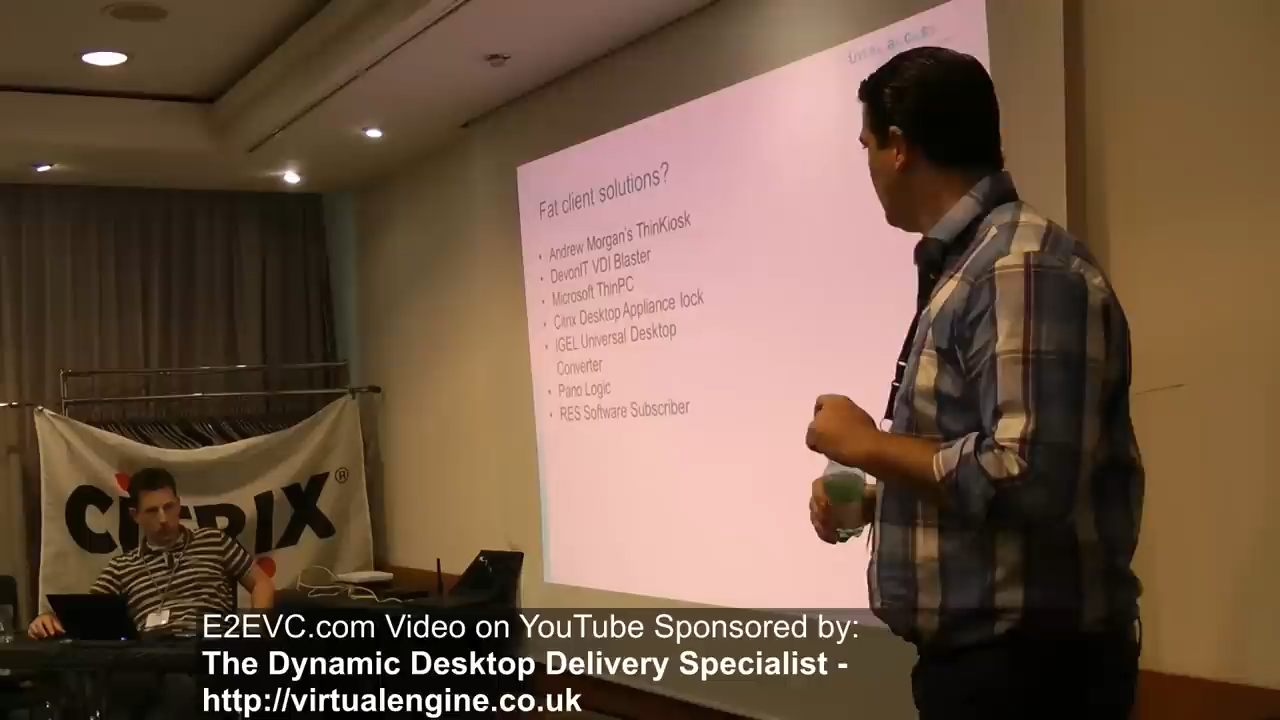 Fat client solutions?
• Andrew Morgan's ThinKiosk
• DevonIT VDI Blaster
• Microsoft ThinPC
• Citrix Desktop Appliance lock
• IGEL Universal Desktop
Converter
• Pano Logic
• RES Software Subscriber
CITRIX®
E2EVC.com Video on YouTube Sponsored by:
The Dynamic Desktop Delivery Specialist -
http://virtualengine.co.uk